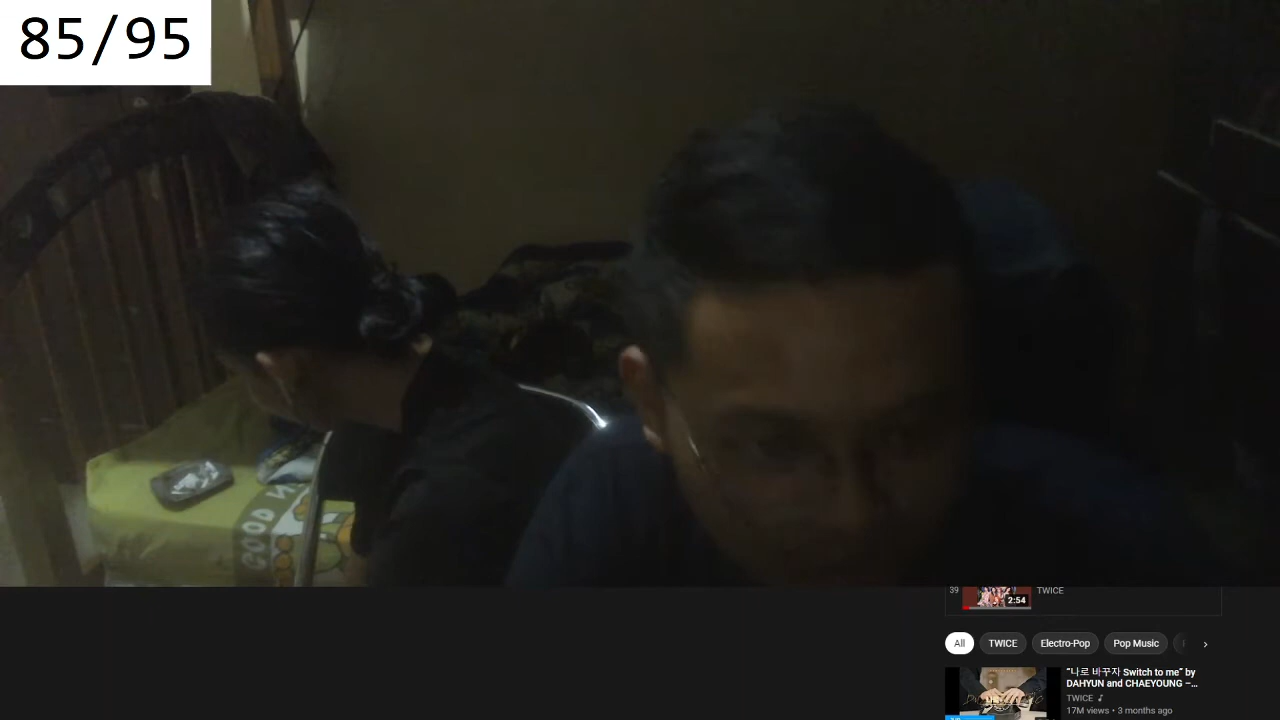 85/95
GOOD
39
2:54
TWICE
All
TWICE
Electro-Pop
Pop Music
"나로 바꾸자 Switch to me" by
DAHYUN and CHAEYOUNG –...
TWICE
17M views • 3 months ago